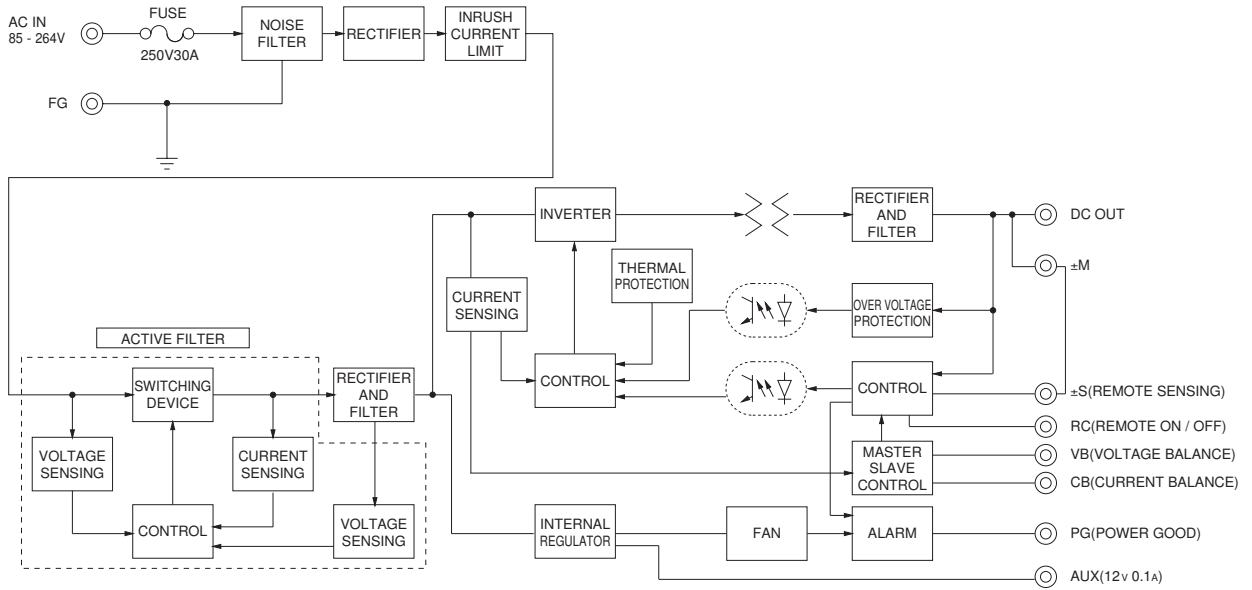 AC IN
85 - 264V
FUSE
250V30A
NOISE
FILTER
RECTIFIER
INRUSH
CURRENT
LIMIT
FG
INVERTER
RECTIFIER
AND
FILTER
DC OUT
±M
THERMAL
PROTECTION
CURRENT
SENSING
OVER VOLTAGE
PROTECTION
CONTROL
CONTROL
±S(REMOTE SENSING)
RC(REMOTE ON / OFF)
ACTIVE FILTER
SWITCHING
DEVICE
RECTIFIER
AND
FILTER
VOLTAGE
SENSING
CURRENT
SENSING
CONTROL
VOLTAGE
SENSING
MASTER
SLAVE
CONTROL
VB(VOLTAGE BALANCE)
CB(CURRENT BALANCE)
INTERNAL
REGULATOR
FAN
ALARM
PG(POWER GOOD)
AUX(12V 0.1A)